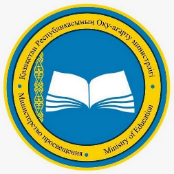 Қазақстан Республикасының Оқу-ағарту министрлігі
Министерство просвещения
Ministry of Education